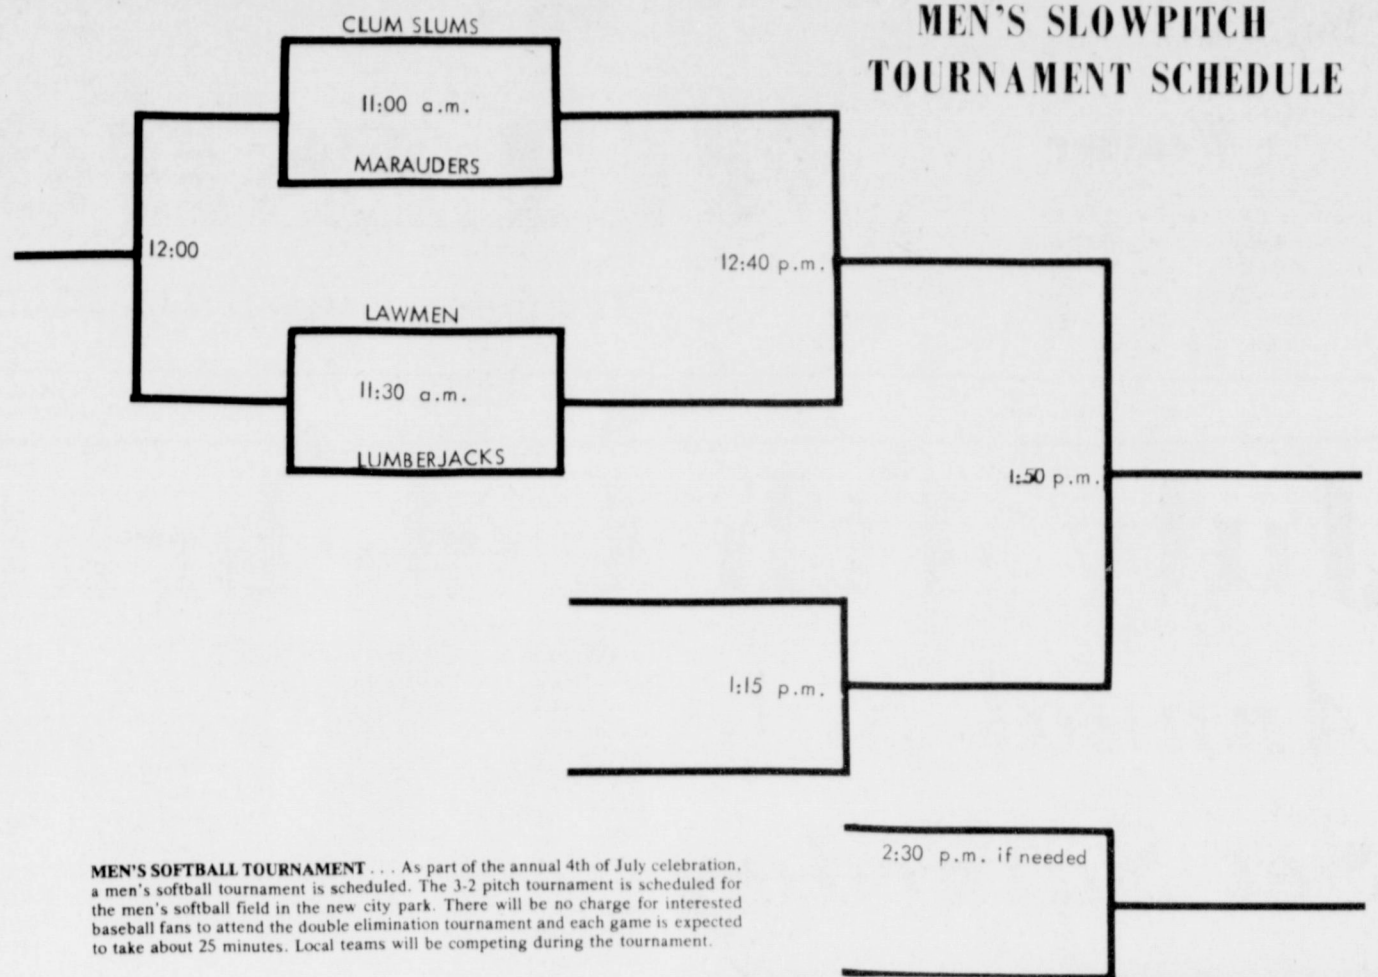 MEN'S SLOWPITCH
TOURNAMENT SCHEDULE
CLUM SLUMS
11:00 a.m.
MARAUDERS
12:00
12:40 p.m.
LAWMEN
11:30 a.m.
LUMBERJACKS
1:50 p.m.
1:15 p.m.
2:30 p.m. if needed
MEN'S SOFTBALL TOURNAMENT . . . As part of the annual 4th of July celebration,
a men's softball tournament is scheduled. The 3-2 pitch tournament is scheduled for
the men's softball field in the new city park. There will be no charge for interested
baseball fans to attend the double elimination tournament and each game is expected
to take about 25 minutes. Local teams will be competing during the tournament.